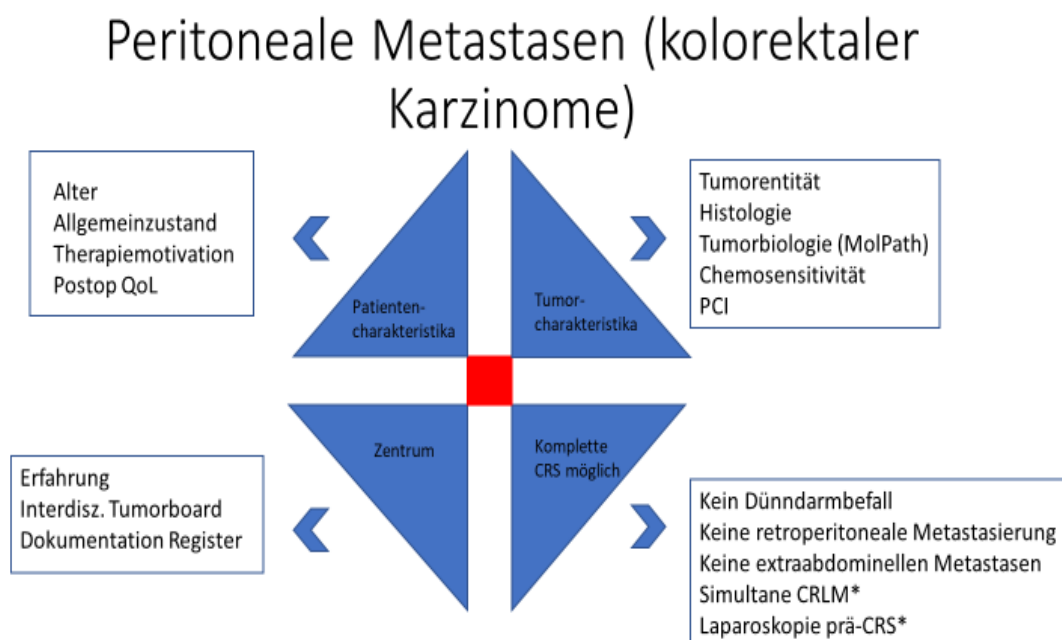 Peritoneale Metastasen (kolorektaler
Karzinome)
Alter
Allgemeinzustand
Therapiemotivation
Postop QoL
Patienten-
charakteristika
Tumor-
charakteristika
Tumorentität
Histologie
Tumorbiologie (MolPath)
Chemosensitivität
PCI
Erfahrung
Interdisz. Tumorboard
Dokumentation Register
Zentrum
Komplette
CRS möglich
Kein Dünndarmbefall
Keine retroperitoneale Metastasierung
Keine extraabdominellen Metastasen
Simultane CRLM*
Laparoskopie prä-CRS*